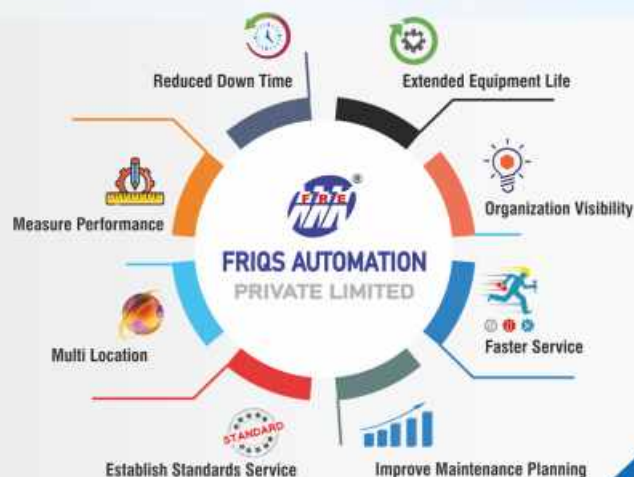 Reduced Down Time
Extended Equipment Life
Measure Performance
FRE
®
Organization Visibility
FRIQS AUTOMATION
PRIVATE LIMITED
Multi Location
Faster Service
STANDARD
Establish Standards Service
Improve Maintenance Planning